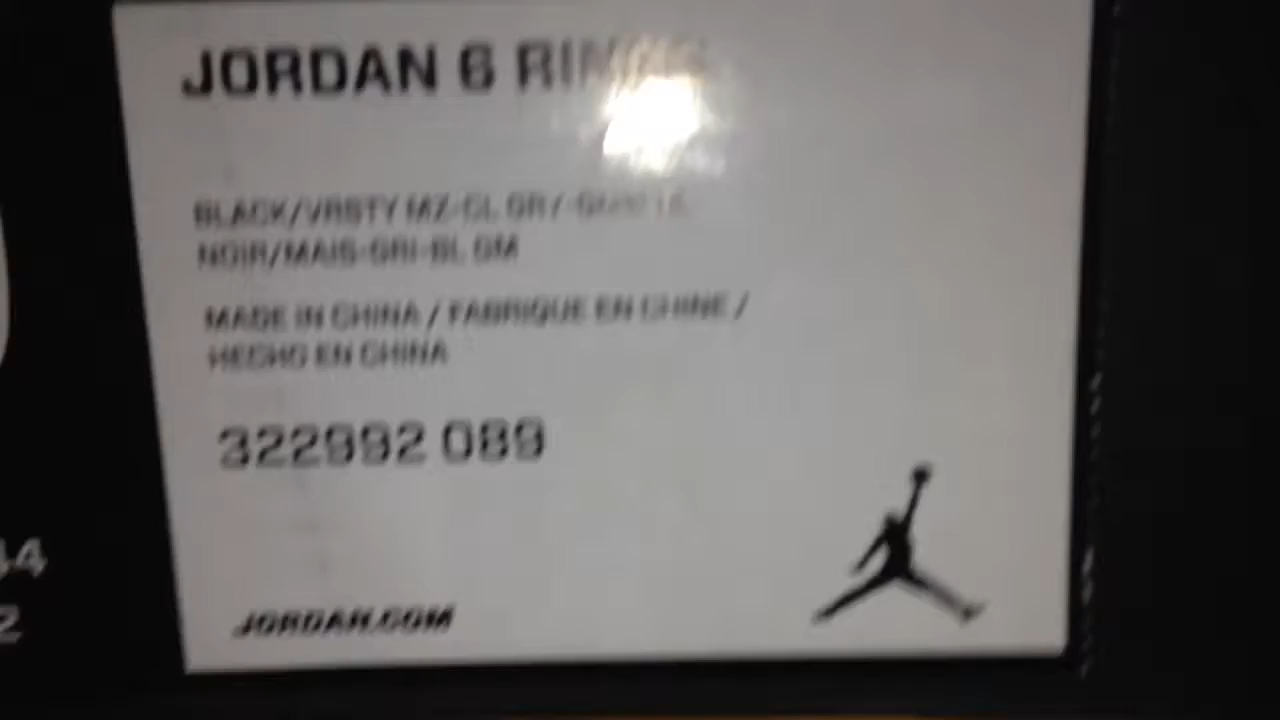 JORDAN 6 RINGS
BLACK/VRSTY MZ-CL GR/
NOIR/MAIS-GRI-BL GM
MADE IN CHINA / FABRIQUE EN CHINE /
HECHO EN CHINA
322992 089
JORDAN.COM